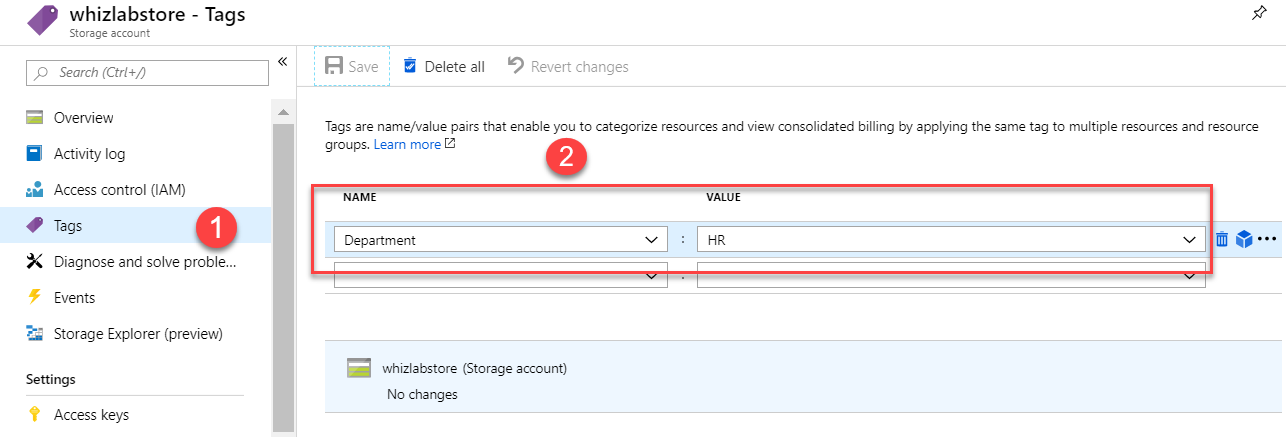 whizlabstore - Tags
Storage account
Search (Ctrl+/)
«
Overview
Activity log
Access control (IAM)
Tags
1
Diagnose and solve proble...
Events
Storage Explorer (preview)
Settings
Access keys
Save Delete all Revert changes
Tags are name/value pairs that enable you to categorize resources and view consolidated billing by applying the same tag to multiple resources and resource
groups. Learn more
2
NAME VALUE
Department : HR
:
whizlabstore (Storage account)
No changes